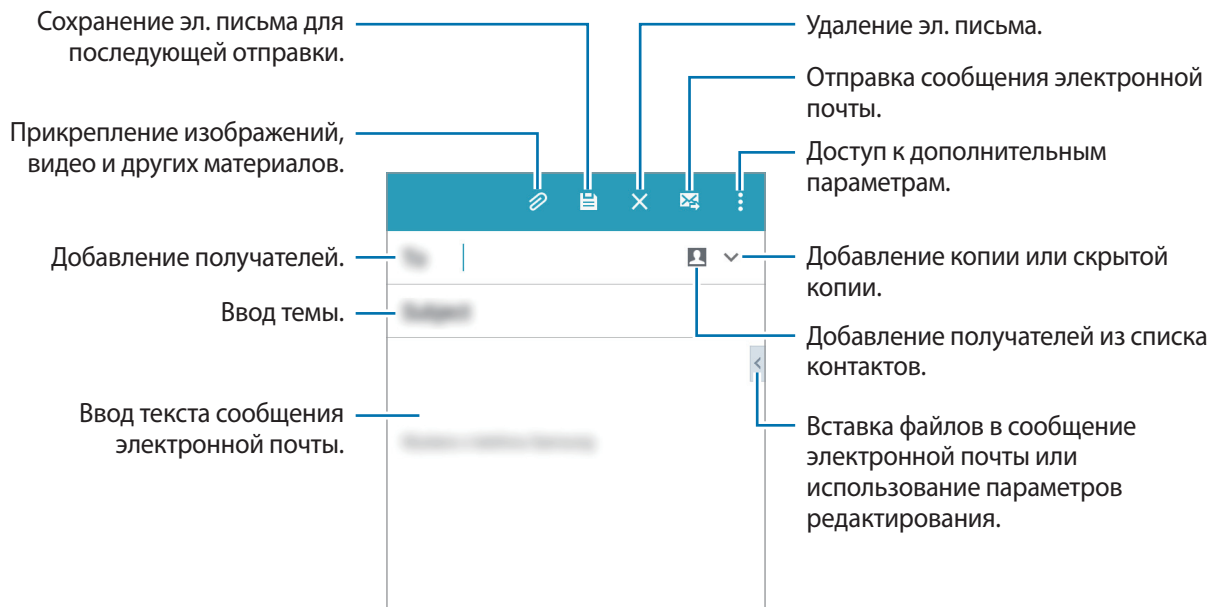 Сохранение эл. письма для
последующей отправки.
Прикрепление изображений,
видео и других материалов.
Добавление получателей.
Ввод темы.
Ввод текста сообщения
электронной почты.
Удаление эл. письма.
Отправка сообщения электронной
почты.
Доступ к дополнительным
параметрам.
Добавление копии или скрытой
копии.
Добавление получателей из списка
контактов.
Вставка файлов в сообщение
электронной почты или
использование параметров
редактирования.
To
Subject